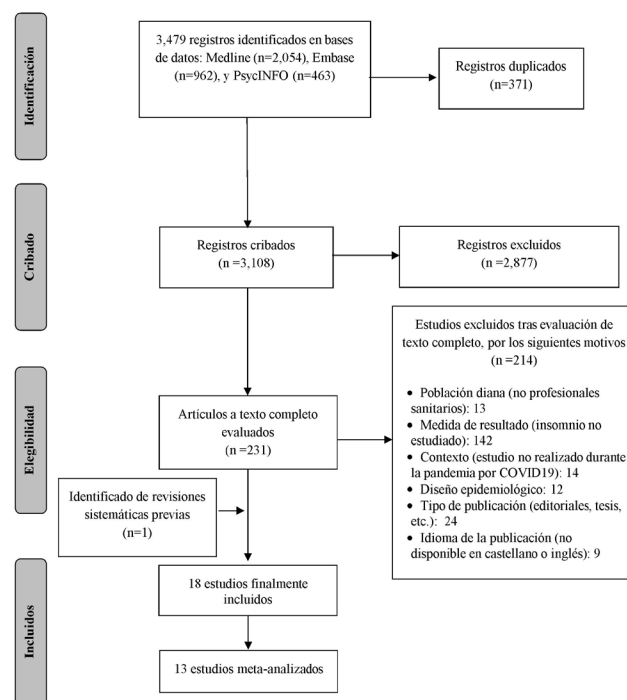 Identificación
3,479 registros identificados en bases
de datos: Medline (n=2,054), Embase
(n=962), y PsycINFO (n=463)
Registros duplicados
(n=371)
Cribado
Registros cribados
(n =3,108)
Registros excluidos
(n =2,877)
Elegibilidad
Artículos a texto completo
evaluados
(n =231)
Estudios excluidos tras evaluación de
texto completo, por los siguientes motivos
(n =214)
• Población diana (no profesionales
sanitarios): 13
• Medida de resultado (insomnio no
estudiado): 142
• Contexto (estudio no realizado durante
la pandemia por COVID19): 14
• Diseño epidemiológico: 12
• Tipo de publicación (editoriales, tesis,
etc.): 24
• Idioma de la publicación (no
disponible en castellano o inglés): 9
Identificado de revisiones
sistemáticas previas
(n=1)
Incluidos
18 estudios finalmente
incluidos
13 estudios meta-analizados